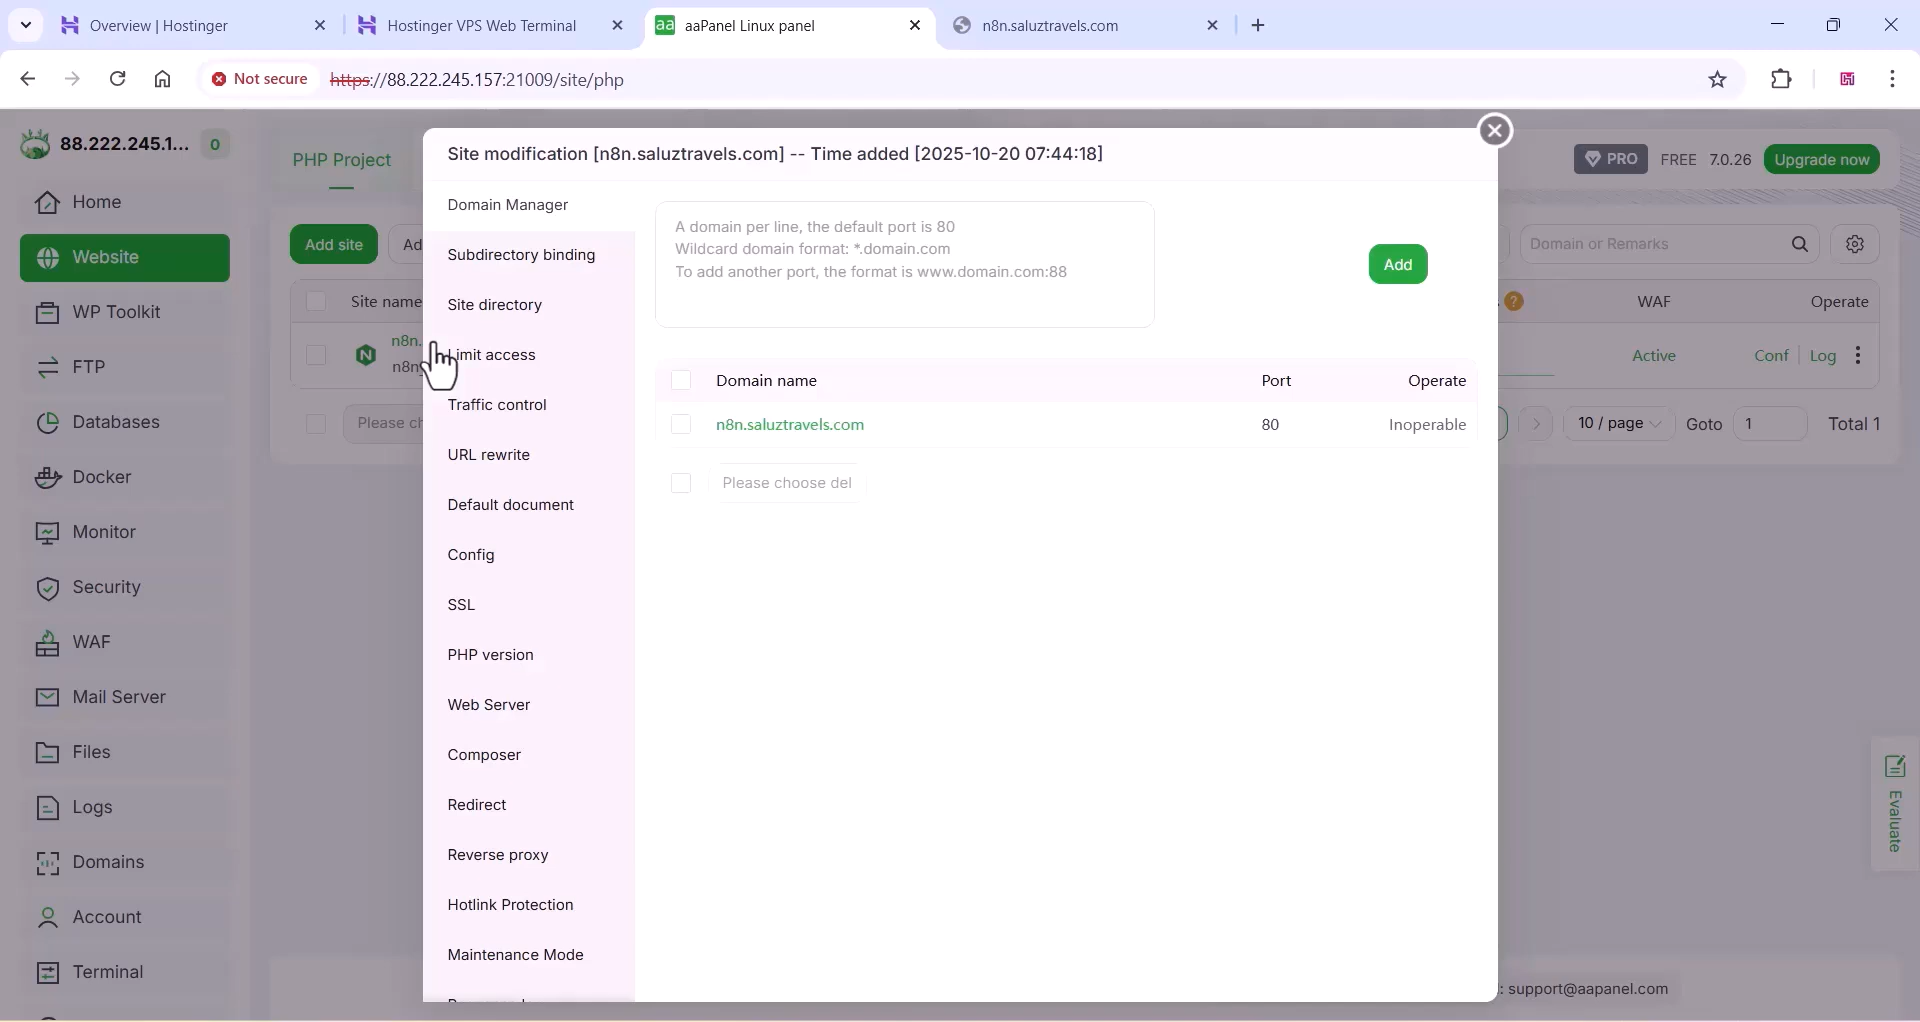 Overview | Hostinger
Hostinger VPS Web Terminal
aa aaPanel Linux panel
n8n.saluztravels.com
Not secure https://88.222.245.157:21009/site/php
88.222.245.1... 0
Home
Website
WP Toolkit
FTP
Databases
Docker
Monitor
Security
WAF
Mail Server
Files
Logs
Domains
Account
Terminal
PHP Project
PRO FREE 7.0.26 Upgrade now
Add site
Domain or Remarks
Site name
WAF Operate
n8n.
Active Conf Log
10 / page Goto 1 Total 1
Site modification [n8n.saluztravels.com] -- Time added [2025-10-20 07:44:18]
Domain Manager
Subdirectory binding
Site directory
Limit access
Traffic control
URL rewrite
Default document
Config
SSL
PHP version
Web Server
Composer
Redirect
Reverse proxy
Hotlink Protection
Maintenance Mode
A domain per line, the default port is 80
Wildcard domain format: *.domain.com
To add another port, the format is www.domain.com:88
Add
Domain name Port Operate
n8n.saluztravels.com 80 Inoperable
Please choose del
Evaluate
: support@aapanel.com